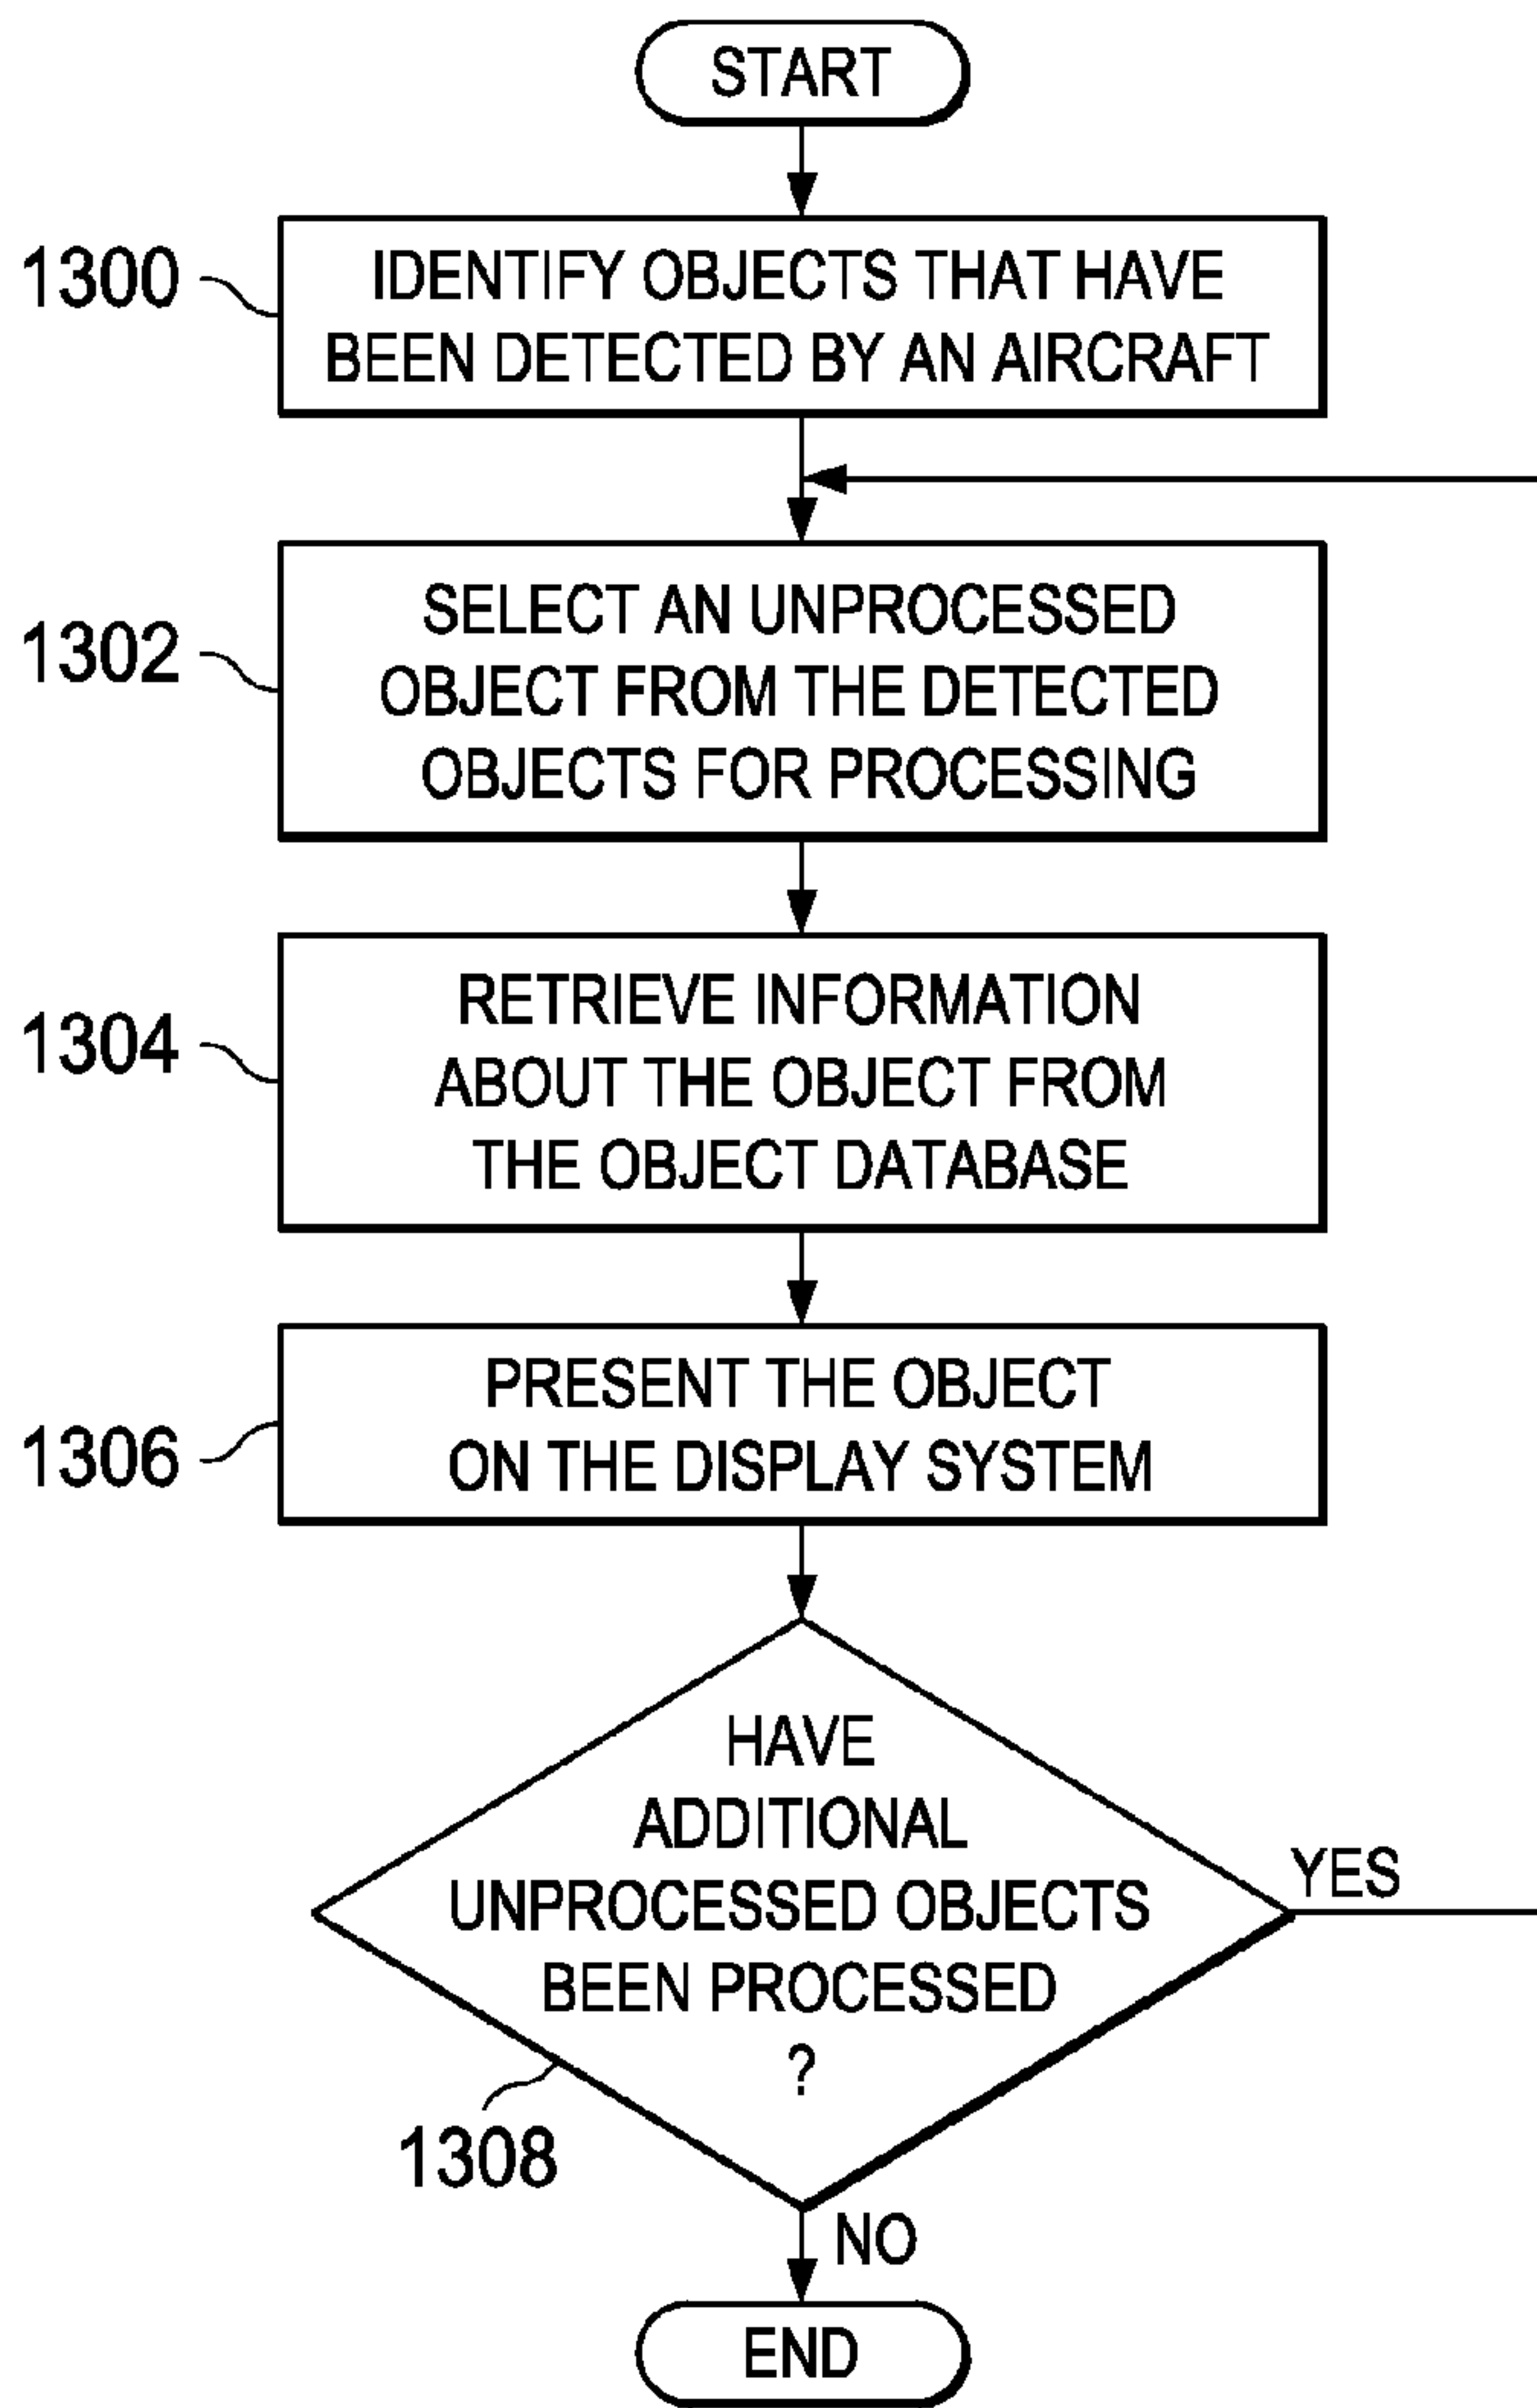 START
1300
IDENTIFY OBJECTS THAT HAVE
BEEN DETECTED BY AN AIRCRAFT
1302
SELECT AN UNPROCESSED
OBJECT FROM THE DETECTED
OBJECTS FOR PROCESSING
1304
RETRIEVE INFORMATION
ABOUT THE OBJECT FROM
THE OBJECT DATABASE
1306
PRESENT THE OBJECT
ON THE DISPLAY SYSTEM
HAVE
ADDITIONAL
UNPROCESSED OBJECTS
BEEN PROCESSED
?
YES
1308
NO
END